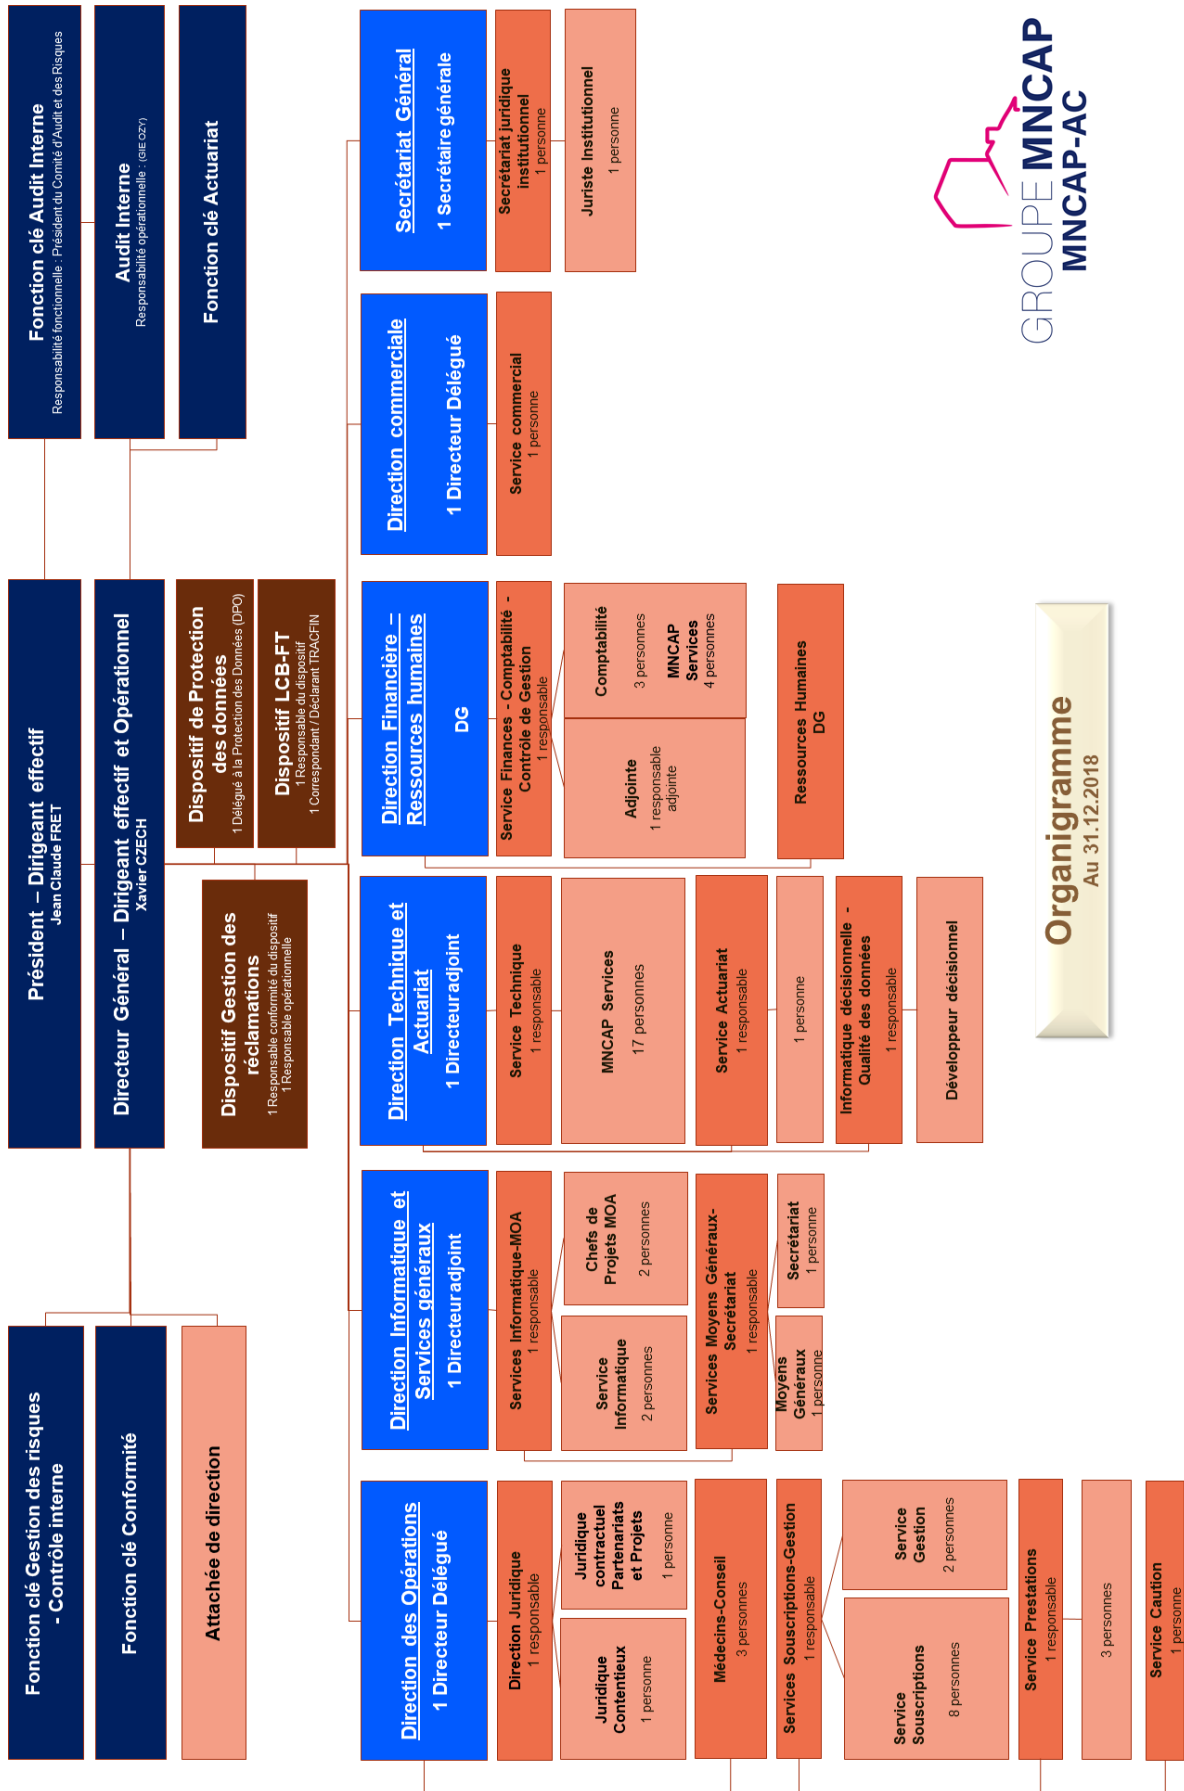 Fonction clé Gestion des risques
- Contrôle interne
Fonction clé Conformité
Attachée de direction
Président – Dirigeant effectif
Jean Claude FRET
Directeur Général – Dirigeant effectif et Opérationnel
Xavier CZECH
Fonction clé Audit Interne
Responsabilité fonctionnelle : Président du Comité d'Audit et des Risques
Audit Interne
Responsabilité opérationnelle : (GIE OZY)
Fonction clé Actuariat
Dispositif Gestion des
réclamations
1 Responsable conformité du dispositif
1 Responsable opérationnelle
Dispositif de Protection
des données
1 Délégué à la Protection des Données (DPO)
Dispositif LCB-FT
1 Responsable du dispositif
1 Correspondant / Déclarant TRACFIN
Direction des Opérations
1 Directeur Délégué
Direction Juridique
1 responsable
Juridique
Contentieux
1 personne
Juridique
contractuel
Partenariats
et Projets
1 personne
Médecins-Conseil
3 personnes
Services Souscriptions-Gestion
1 responsable
Service
Souscriptions
8 personnes
Service
Gestion
2 personnes
Service Prestations
1 responsable
3 personnes
Service Caution
1 personne
Direction Informatique et
Services généraux
1 Directeur adjoint
Services Informatique-MOA
1 responsable
Service
Informatique
2 personnes
Chefs de
Projets MOA
2 personnes
Services Moyens Généraux-
Secrétariat
1 responsable
Moyens
Généraux
1 personne
Secrétariat
1 personne
Direction Technique et
Actuariat
1 Directeur adjoint
Service Technique
1 responsable
MNCAP Services
17 personnes
Service Actuariat
1 responsable
1 personne
Informatique décisionnelle -
Qualité des données
1 responsable
Développeur décisionnel
Direction Financière –
Ressources humaines
DG
Service Finances - Comptabilité -
Contrôle de Gestion
1 responsable
Adjointe
1 responsable
adjointe
Comptabilité
3 personnes
MNCAP
Services
4 personnes
Ressources Humaines
DG
Direction commerciale
1 Directeur Délégué
Service commercial
1 personne
Secrétariat Général
1 Secrétaire générale
Secrétariat juridique
institutionnel
1 personne
Juriste Institutionnel
1 personne
Organigramme
Au 31.12.2018
GROUPE MNCAP
MNCAP-AC